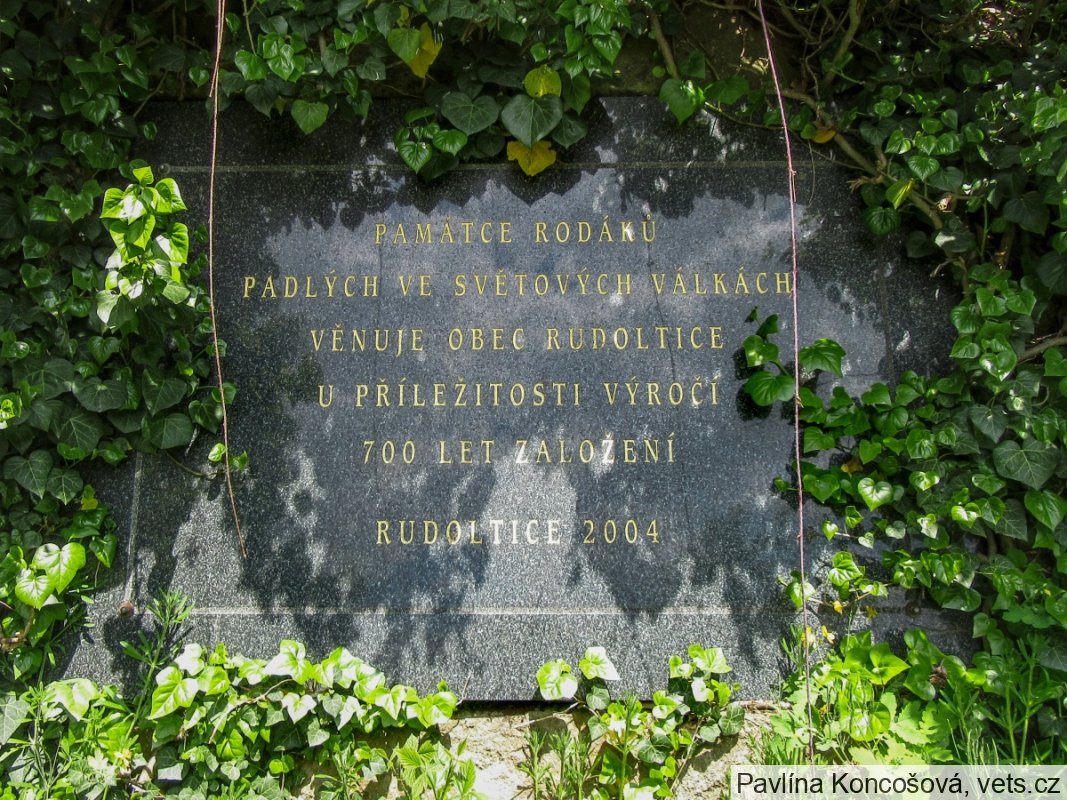 PAMÁTCE RODÁKŮ
PADLÝCH VE SVĚTOVÝCH VÁLKÁCH
VĚNUJE OBEC RUDOLTICE
U PŘÍLEŽITOSTI VÝROČÍ
700 LET ZALOŽENÍ
RUDOLTICE 2004
Pavlína Koncošová, vets.cz